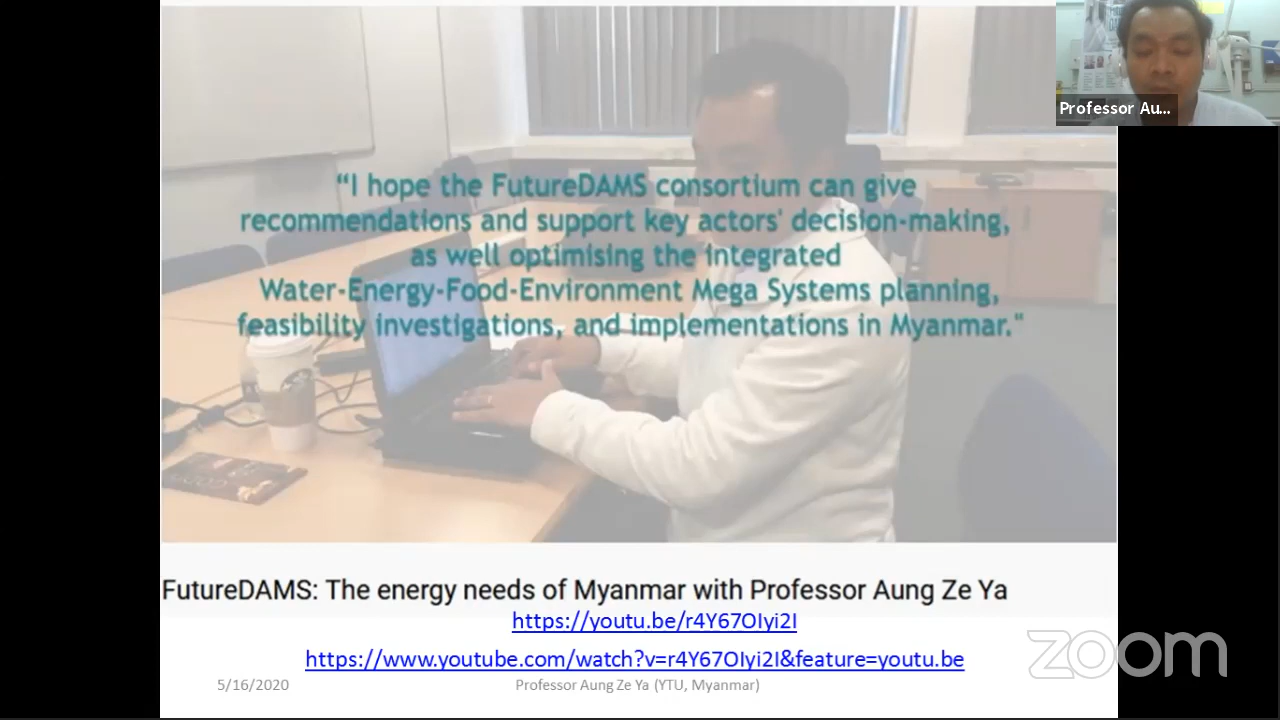 Professor Au...
“I hope the FutureDAMS consortium can give
recommendations and support key actors' decision-making,
as well optimising the integrated
Water-Energy-Food-Environment Mega Systems planning,
feasibility investigations, and implementations in Myanmar."
FutureDAMS: The energy needs of Myanmar with Professor Aung Ze Ya
https://youtu.be/r4Y67OIyi2I
https://www.youtube.com/watch?v=r4Y67OIyi2I&feature=youtu.be
5/16/2020
Professor Aung Ze Ya (YTU, Myanmar)
zoom